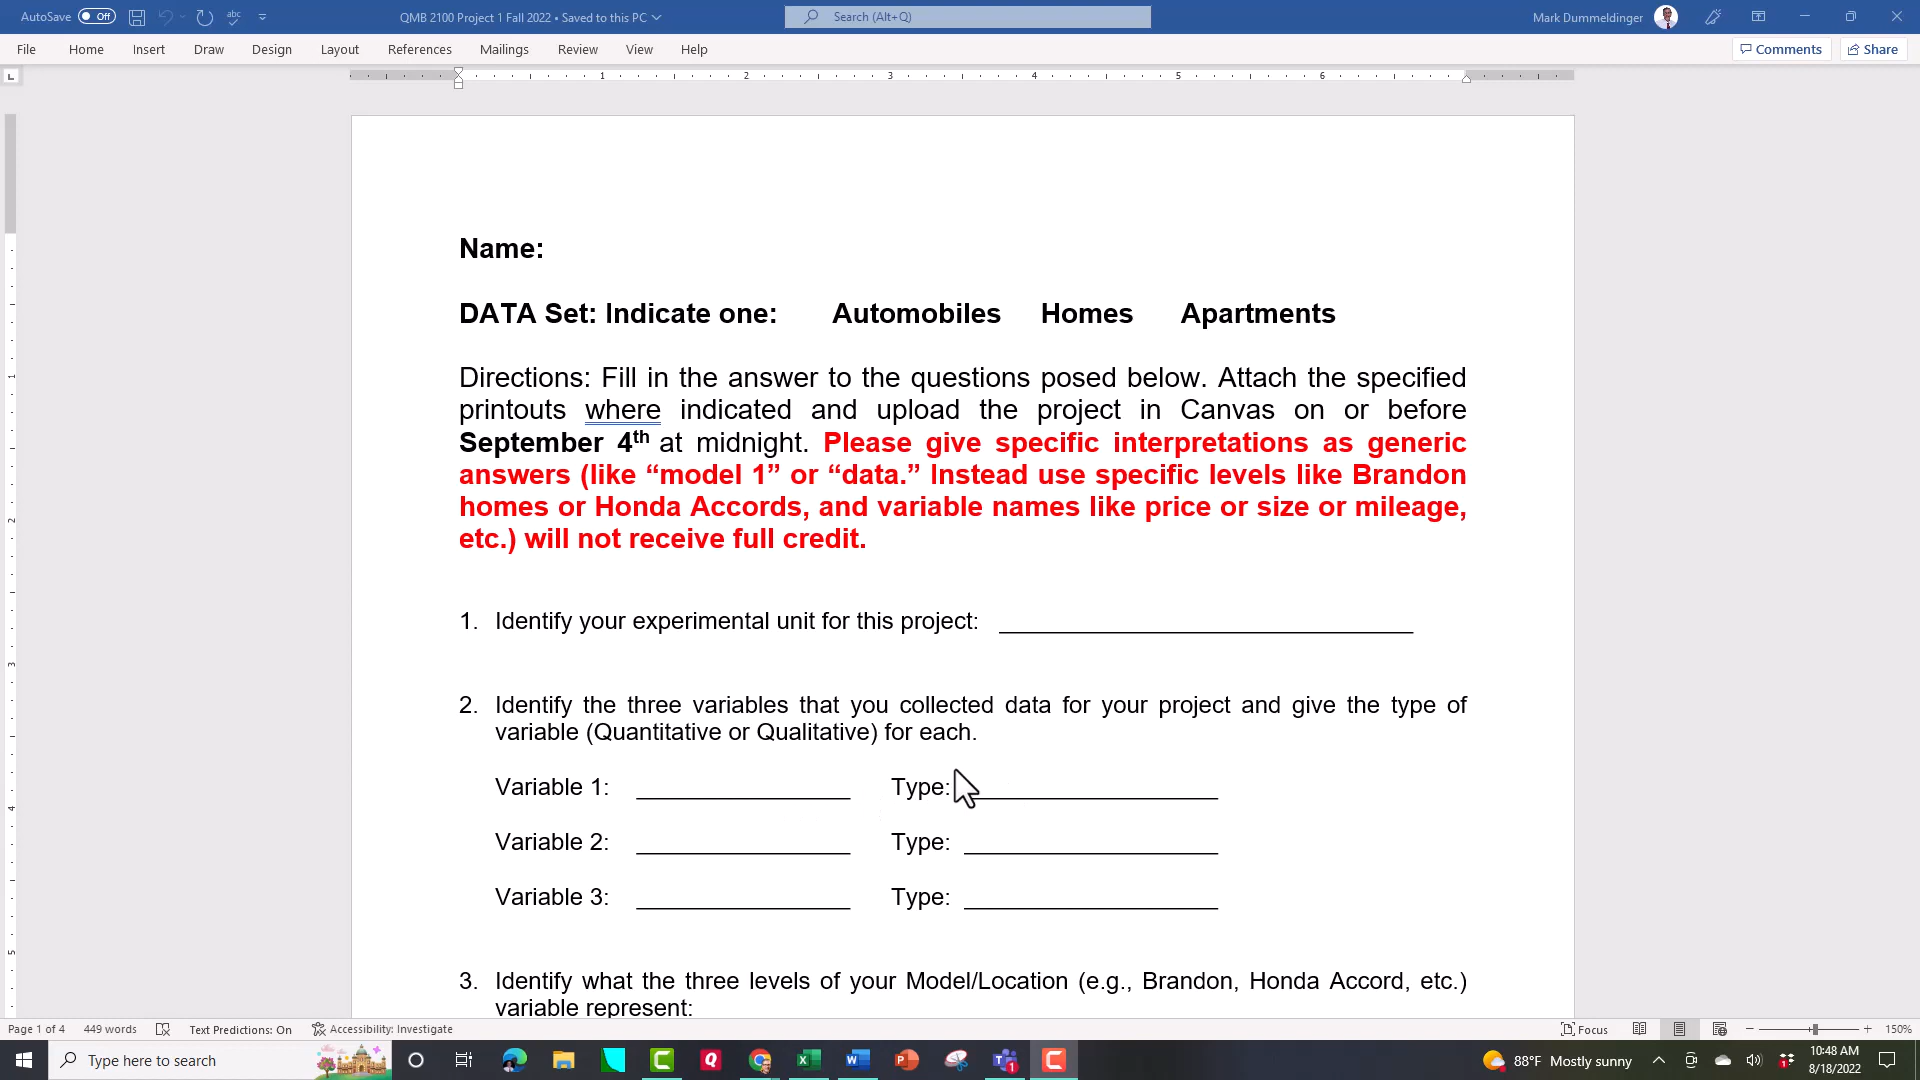 AutoSave Off QMB 2100 Project 1 Fall 2022 • Saved to this PC Search (Alt+Q) Mark Dummeldinger
File Home Insert Draw Design Layout References Mailings Review View Help Comments Share
1 2 3 4 5 6
Name:
DATA Set: Indicate one: Automobiles Homes Apartments
Directions: Fill in the answer to the questions posed below. Attach the specified
printouts where indicated and upload the project in Canvas on or before
September 4th at midnight. Please give specific interpretations as generic
answers (like “model 1” or “data.” Instead use specific levels like Brandon
homes or Honda Accords, and variable names like price or size or mileage,
etc.) will not receive full credit.
1. Identify your experimental unit for this project: _______________________________
2. Identify the three variables that you collected data for your project and give the type of
variable (Quantitative or Qualitative) for each.
Variable 1: ________________ Type: ___________________
Variable 2: ________________ Type: ___________________
Variable 3: ________________ Type: ___________________
3. Identify what the three levels of your Model/Location (e.g., Brandon, Honda Accord, etc.)
variable represent:
Page 1 of 4 449 words Text Predictions: On Accessibility: Investigate Focus 150%
Type here to search 88°F Mostly sunny 10:48 AM
8/18/2022